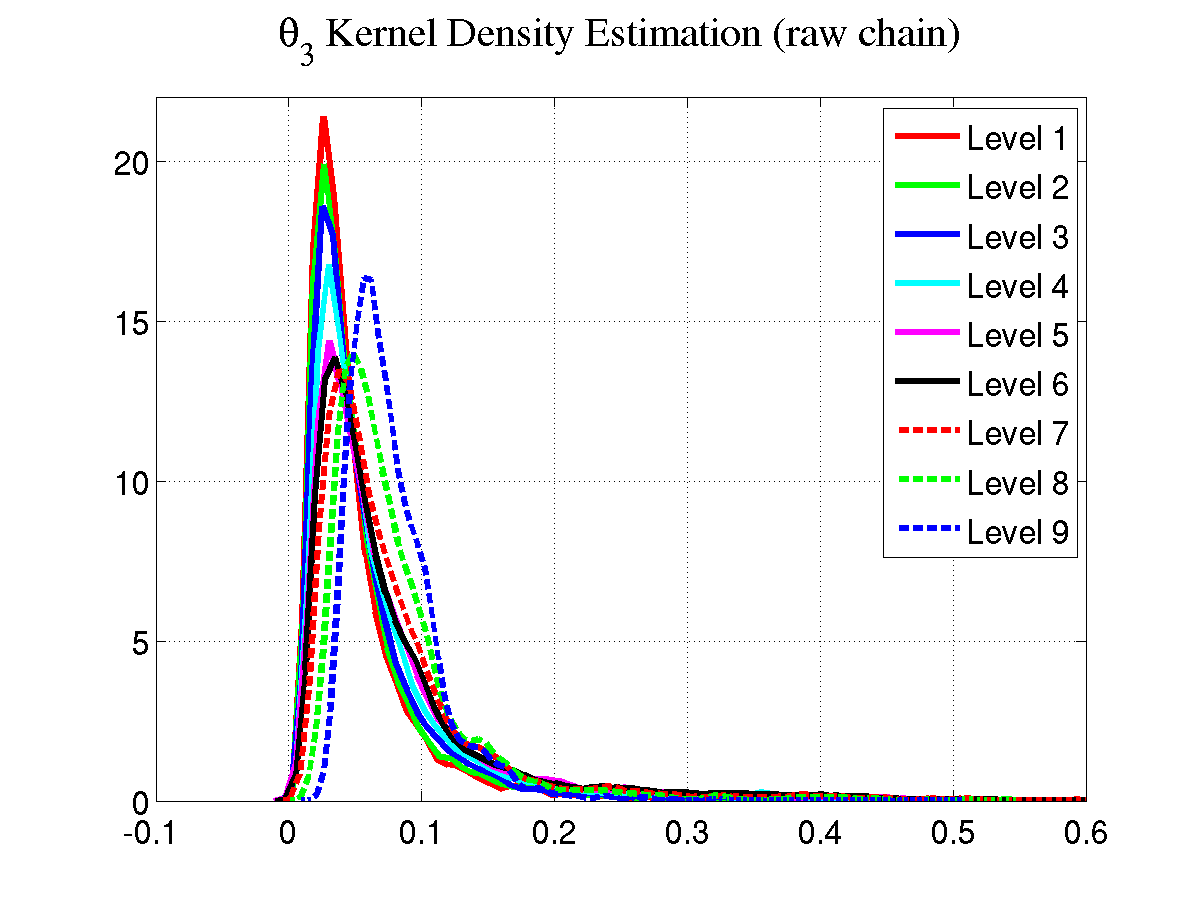 θ3 Kernel Density Estimation (raw chain)
20
15
10
5
0
-0.1 0 0.1 0.2 0.3 0.4 0.5 0.6
Level 1
Level 2
Level 3
Level 4
Level 5
Level 6
Level 7
Level 8
Level 9